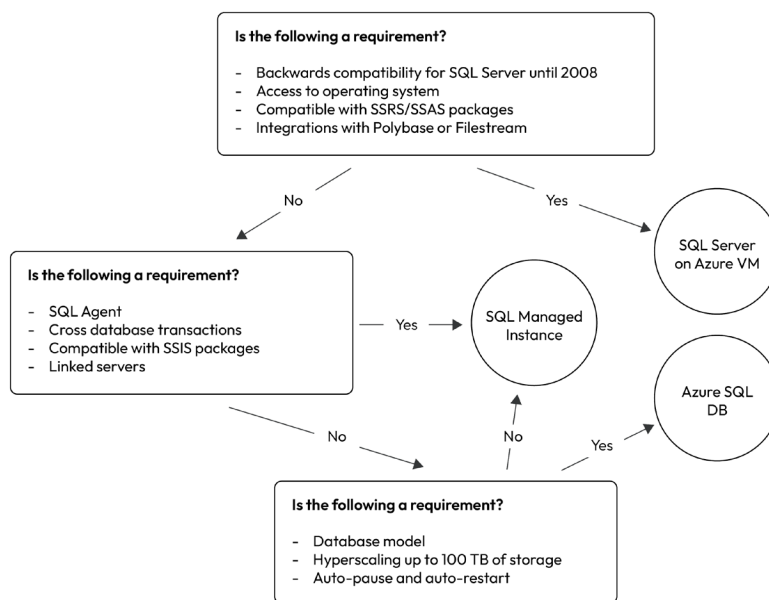 Is the following a requirement?
- Backwards compatibility for SQL Server until 2008
- Access to operating system
- Compatible with SSRS/SSAS packages
- Integrations with Polybase or Filestream
No
Yes
SQL Server
on Azure VM
Is the following a requirement?
- SQL Agent
- Cross database transactions
- Compatible with SSIS packages
- Linked servers
Yes
SQL Managed
Instance
Azure SQL
DB
No
No
Yes
Is the following a requirement?
- Database model
- Hyperscaling up to 100 TB of storage
- Auto-pause and auto-restart